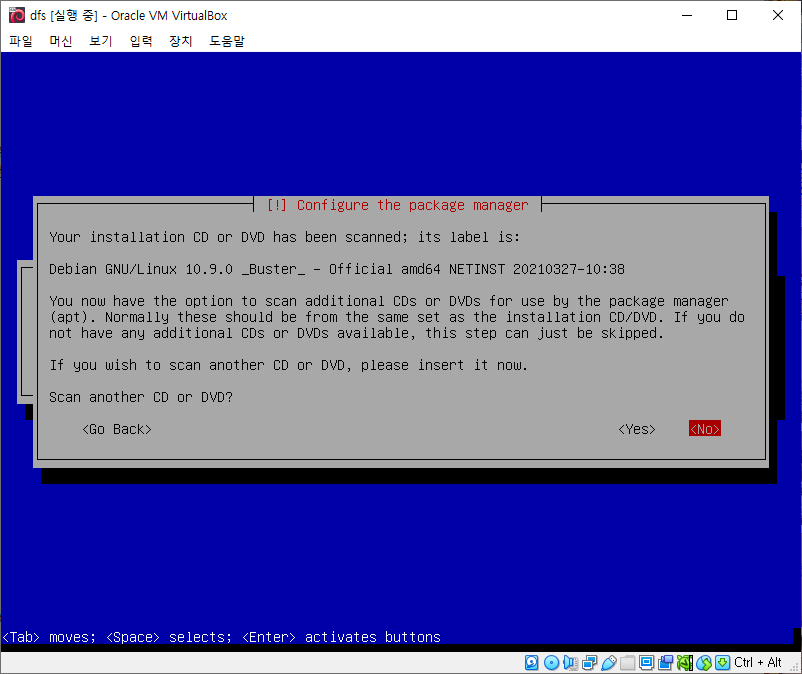 dfs [실행 중] - Oracle VM VirtualBox
파일 머신 보기 입력 장치 도움말
[!] Configure the package manager
Your installation CD or DVD has been scanned; its label is:
Debian GNU/Linux 10.9.0 _Buster_ - Official amd64 NETINST 20210327-10:38
You now have the option to scan additional CDs or DVDs for use by the package manager
(apt). Normally these should be from the same set as the installation CD/DVD. If you do
not have any additional CDs or DVDs available, this step can just be skipped.
If you wish to scan another CD or DVD, please insert it now.
Scan another CD or DVD?
<Go Back> <Yes> <No>
<Tab> moves; <Space> selects; <Enter> activates buttons
Ctrl + Alt